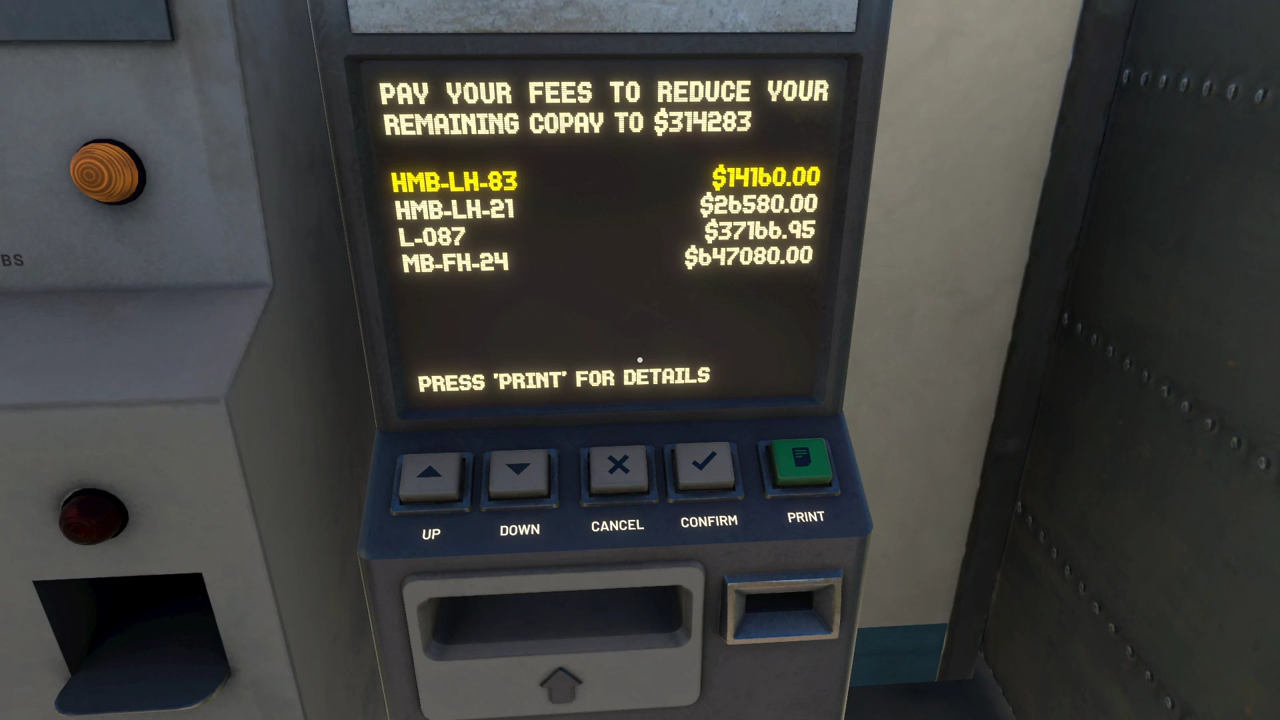 PAY YOUR FEES TO REDUCE YOUR
REMAINING COPAY TO $314283
HMB-LH-83 $14160.00
HMB-LH-21 $26580.00
L-087 $37166.95
MB-FH-24 $647080.00
PRESS 'PRINT' FOR DETAILS
UP DOWN CANCEL CONFIRM PRINT
BS